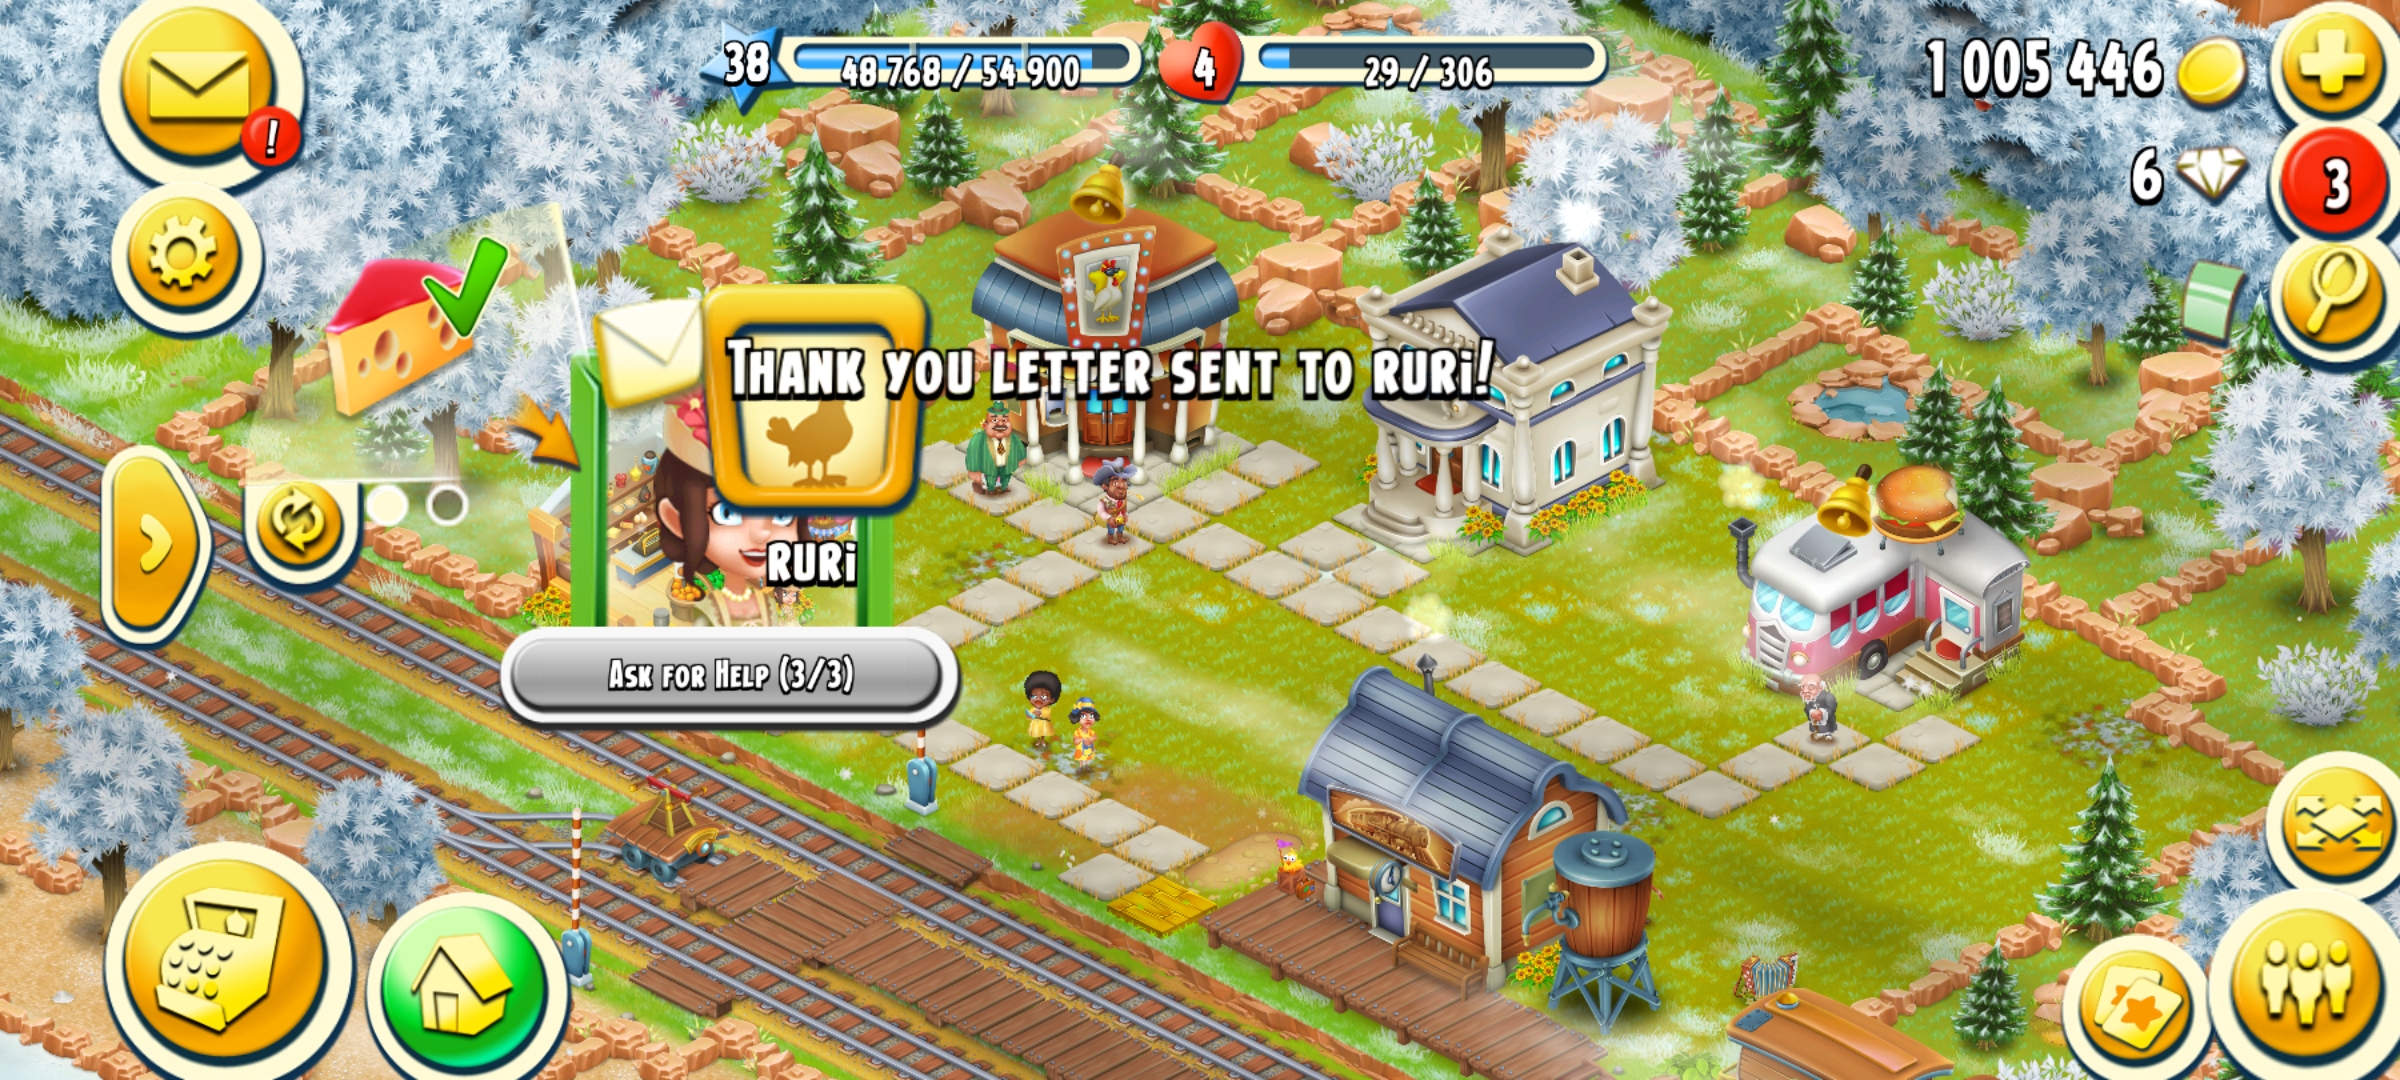 38
48 768 / 54 900
4
29 / 306
1 005 446
!
6
3
THANK YOU LETTER SENT TO RURi!
RURi
ASK FOR HELP (3/3)